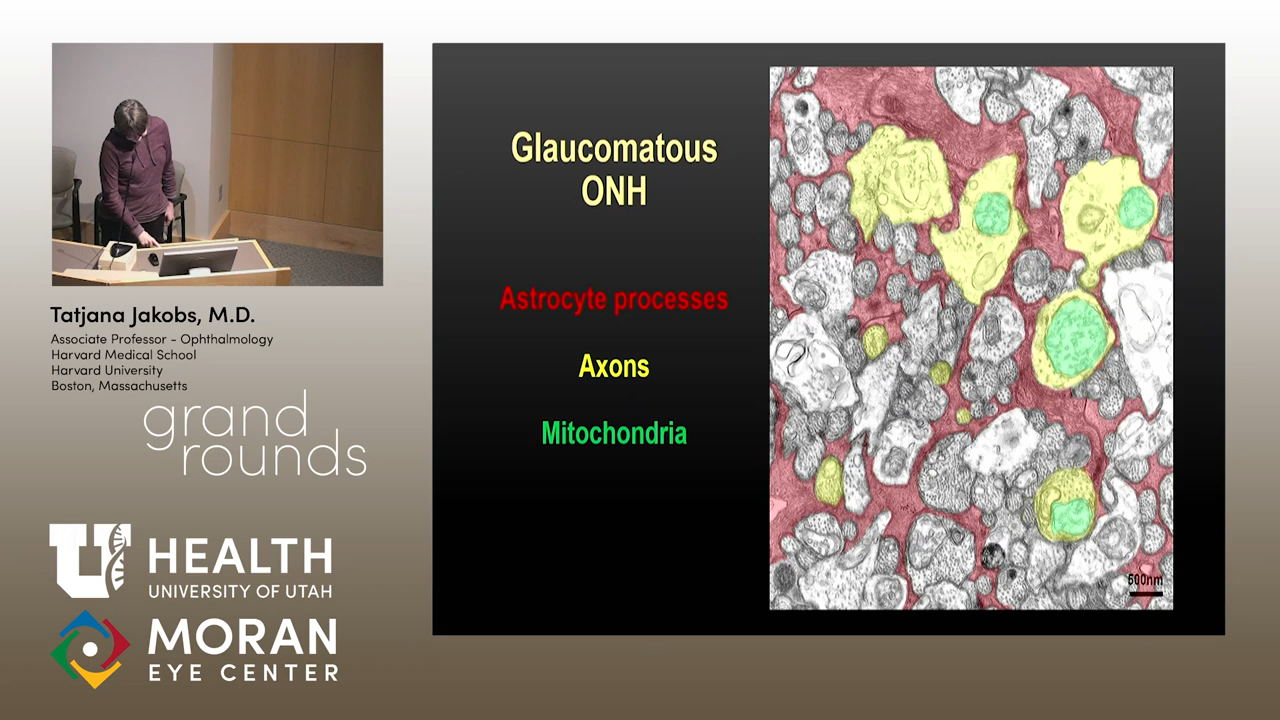 Glaucomatous
ONH
Astrocyte processes
Axons
Mitochondria
500nm
Tatjana Jakobs, M.D.
Associate Professor - Ophthalmology
Harvard Medical School
Harvard University
Boston, Massachusetts
grand
rounds
U HEALTH
UNIVERSITY OF UTAH
MORAN
EYE CENTER